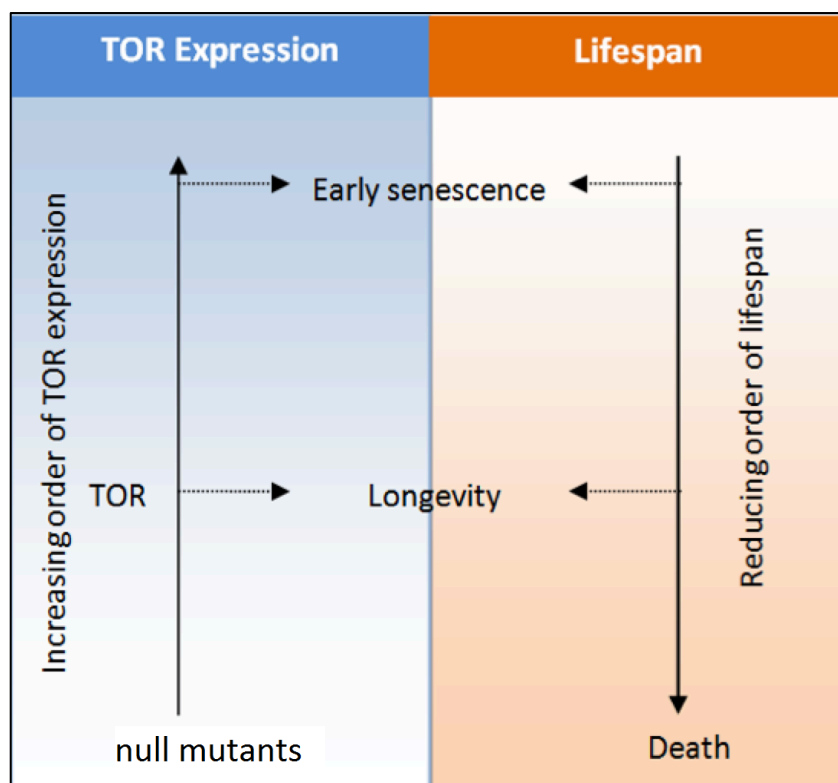 TOR Expression
Lifespan
Early senescence
Increasing order of TOR expression
Reducing order of lifespan
TOR
Longevity
null mutants
Death